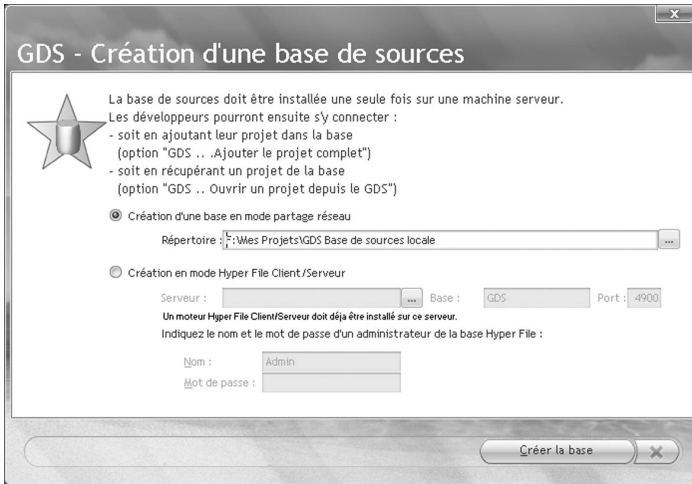 GDS - Création d'une base de sources
La base de sources doit être installée une seule fois sur une machine serveur.
Les développeurs pourront ensuite s'y connecter :
- soit en ajoutant leur projet dans la base
(option "GDS .. .Ajouter le projet complet")
- soit en récupérant un projet de la base
(option "GDS .. Ouvrir un projet depuis le GDS")
Création d'une base en mode partage réseau
Répertoire : F:\Mes Projets\GDS Base de sources locale ...
Création en mode Hyper File Client/Serveur
Serveur : ... Base : GDS Port : 4900
Un moteur Hyper File Client/Serveur doit déja être installé sur ce serveur.
Indiquez le nom et le mot de passe d'un administrateur de la base Hyper File :
Nom : Admin
Mot de passe :
Créer la base